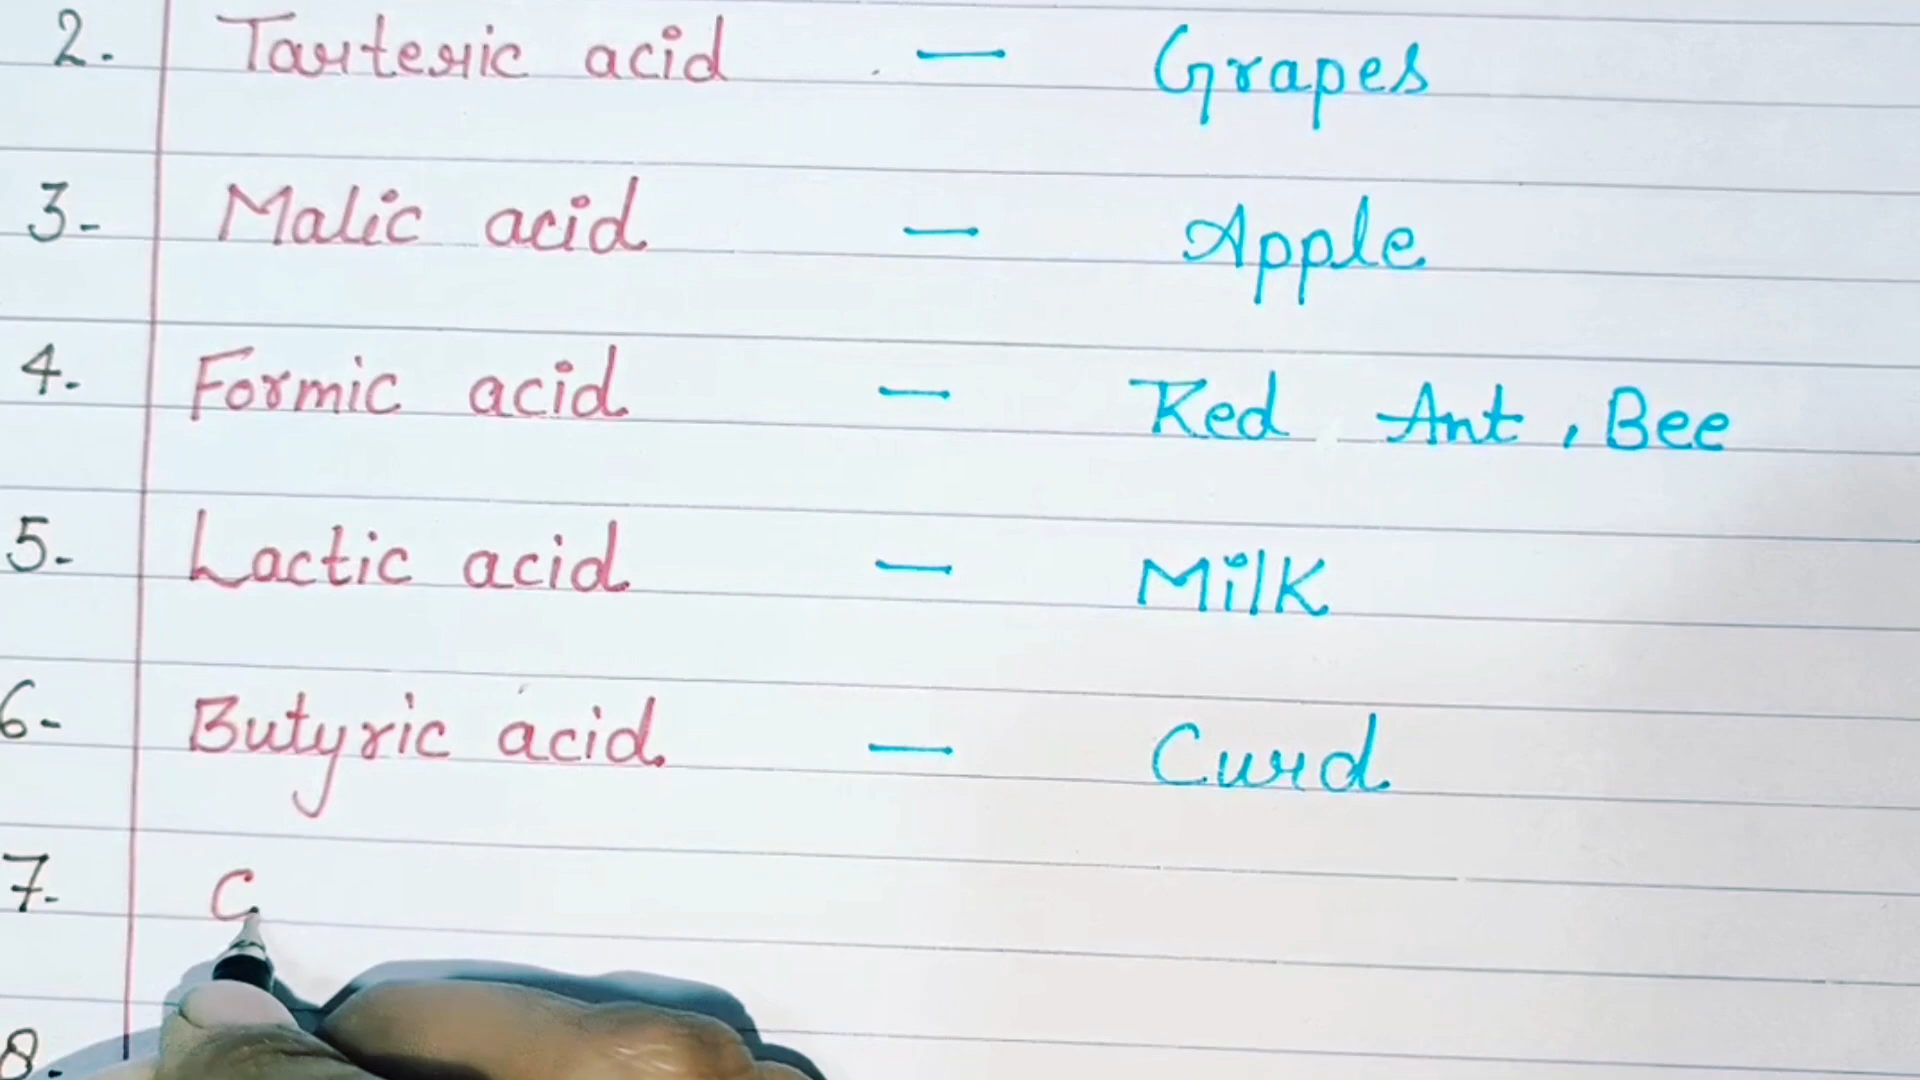 2. Tarteric acid — Grapes
3- Malic acid — Apple
4. Formic acid — Red Ant, Bee
5- Lactic acid — Milk
6- Butyric acid — Curd
7- C
8.